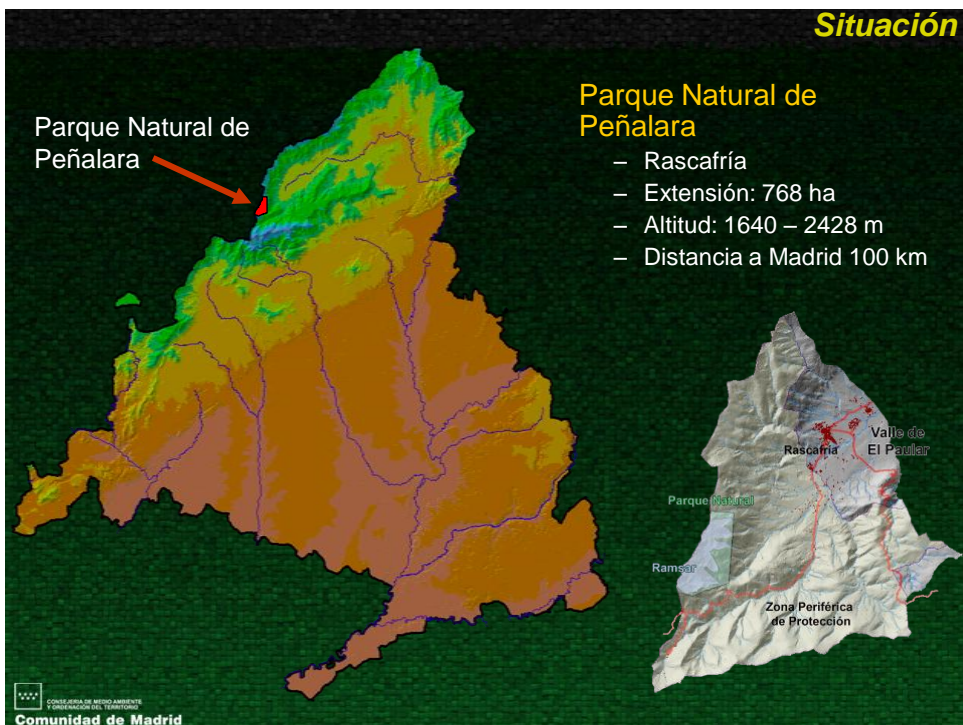 Situación
Parque Natural de
Peñalara
Parque Natural de
Peñalara
– Rascafría
– Extensión: 768 ha
– Altitud: 1640 – 2428 m
– Distancia a Madrid 100 km
Valle de
El Paular
Rascafría
Parque Natural
Ramsar
Zona Periférica
de Protección
CONSEJERIA DE MEDIO AMBIENTE
Y ORDENACIÓN DEL TERRITORIO
Comunidad de Madrid